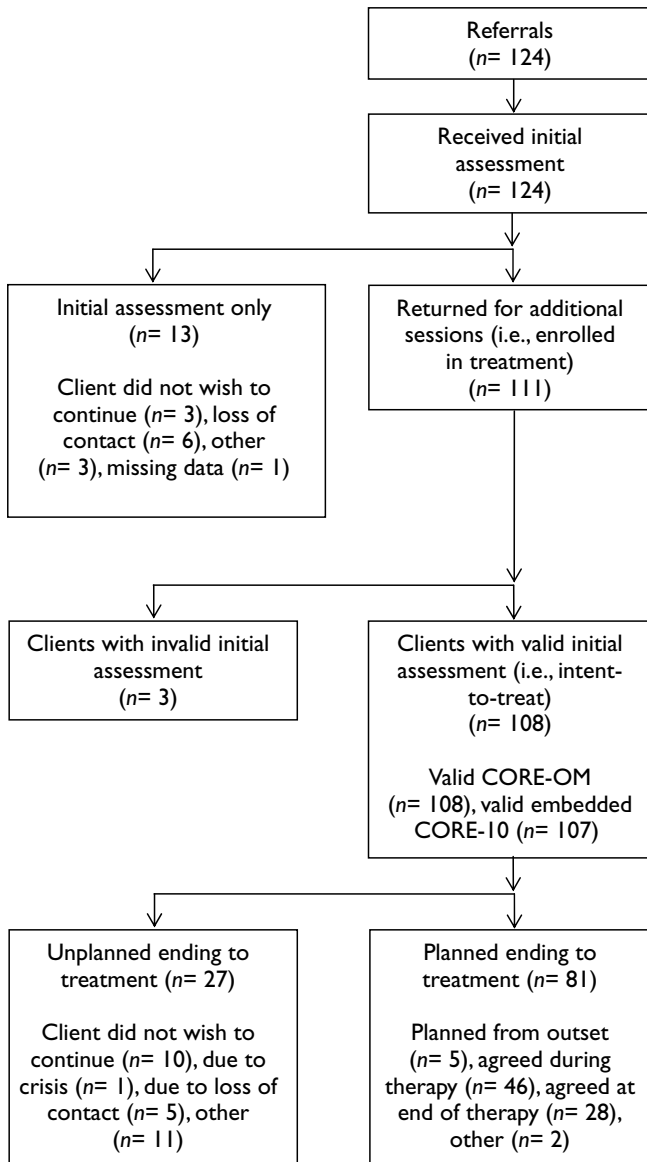 Referrals
(n= 124)
Received initial
assessment
(n= 124)
Initial assessment only
(n= 13)
Client did not wish to
continue (n= 3), loss of
contact (n= 6), other
(n= 3), missing data (n= 1)
Returned for additional
sessions (i.e., enrolled
in treatment)
(n= 111)
Clients with invalid initial
assessment
(n= 3)
Clients with valid initial
assessment (i.e., intent-
to-treat)
(n= 108)
Valid CORE-OM
(n= 108), valid embedded
CORE-10 (n= 107)
Unplanned ending to
treatment (n= 27)
Client did not wish to
continue (n= 10), due to
crisis (n= 1), due to loss of
contact (n= 5), other
(n= 11)
Planned ending to
treatment (n= 81)
Planned from outset
(n= 5), agreed during
therapy (n= 46), agreed at
end of therapy (n= 28),
other (n= 2)